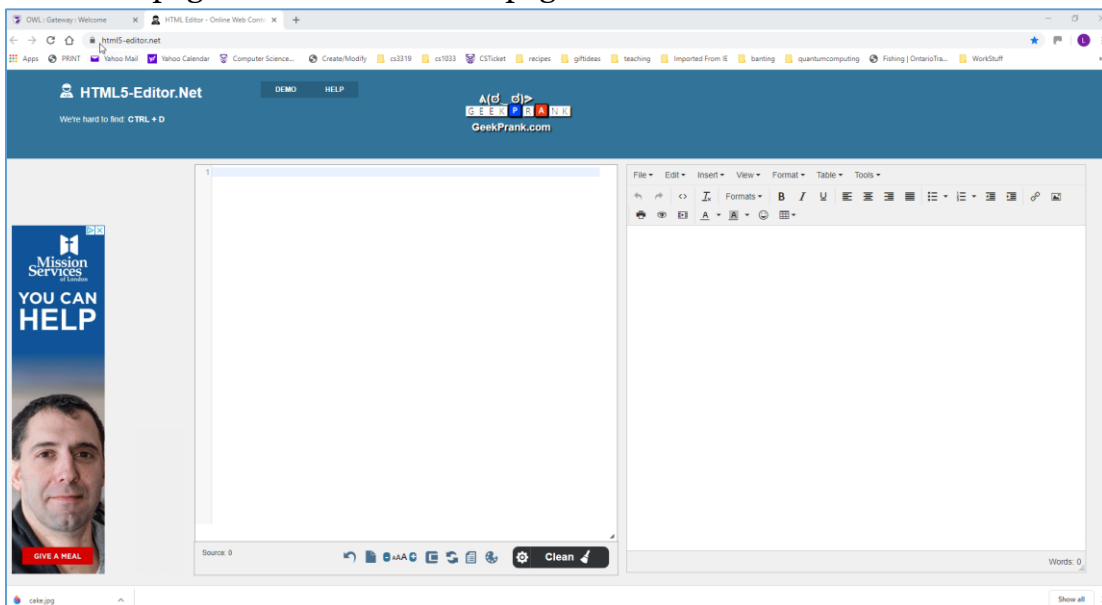 OWL : Gateway : Welcome
HTML Editor - Online Web Conte
html5-editor.net
Apps PRINT Yahoo Mail Yahoo Calendar Computer Science... Create/Modify cs3319 cs1033 CSTicket recipes giftideas teaching Imported From IE banting quantumcomputing Fishing | OntarioTra... WorkStuff
HTML5-Editor.Net
DEMO HELP
We're hard to find: CTRL + D
GEEK PRANK
GeekPrank.com
1
File Edit Insert View Format Table Tools
Formats B I U
A A
Mission
Services
of London
YOU CAN
HELP
GIVE A MEAL
Source: 0
Clean
Words: 0
cake.jpg
Show all